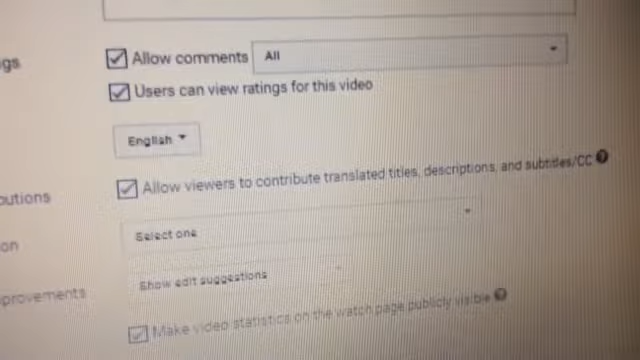 gs
Allow comments All
Users can view ratings for this video
English
butions
Allow viewers to contribute translated titles, descriptions, and subtitles/CC ?
on
Select one
provements
Show edit suggestions
Make video statistics on the watch page publicly visible ?